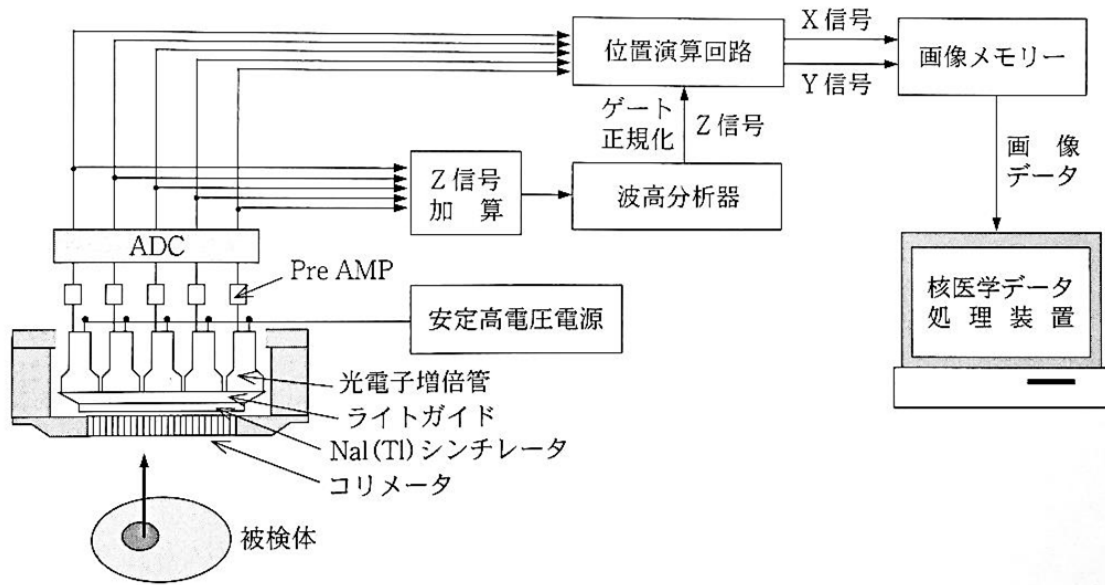 位置演算回路
X 信号
Y 信号
画像メモリー
ゲート
正規化
Z 信号
画 像
データ
Z 信号
加 算
波高分析器
ADC
Pre AMP
安定高電圧電源
核医学データ
処 理 装 置
光電子増倍管
ライトガイド
NaI(Tl)シンチレータ
コリメータ
被検体